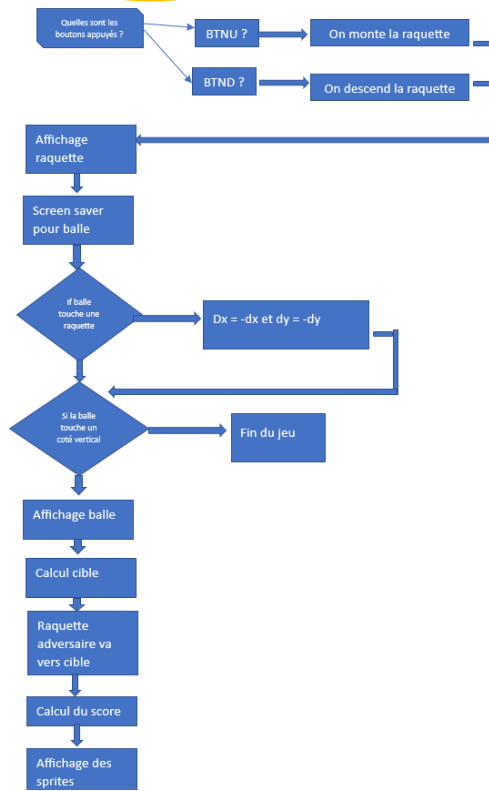 Quelles sont les
boutons appuyés ?
BTNU ?
On monte la raquette
BTND ?
On descend la raquette
Affichage
raquette
Screen saver
pour balle
If balle
touche une
raquette
Dx = -dx et dy = -dy
Si la balle
touche un
coté vertical
Fin du jeu
Affichage balle
Calcul cible
Raquette
adversaire va
vers cible
Calcul du score
Affichage des
sprites